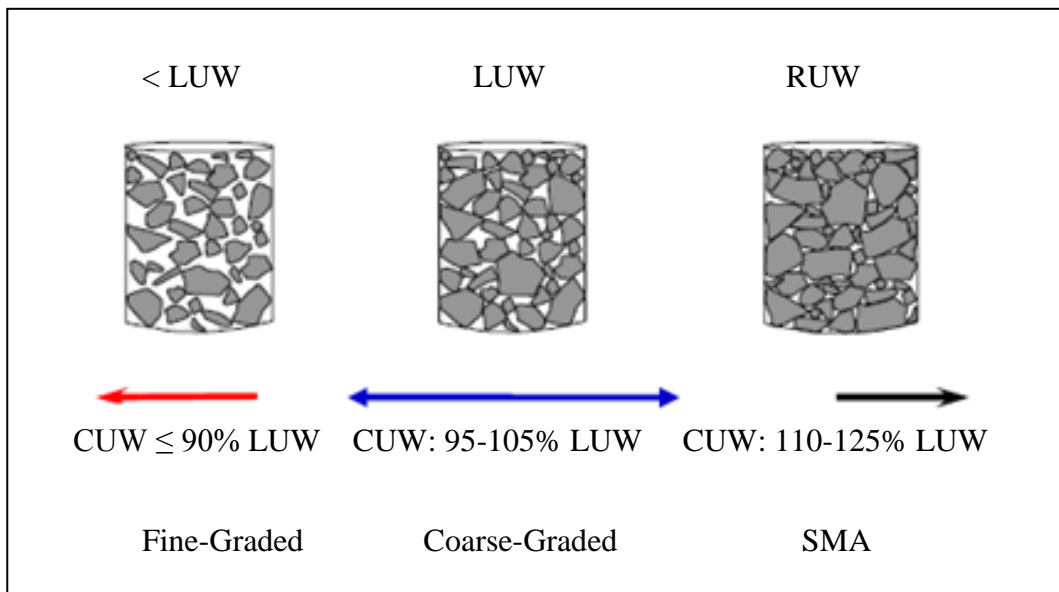 < LUW LUW RUW
CUW ≤ 90% LUW CUW: 95-105% LUW CUW: 110-125% LUW
Fine-Graded Coarse-Graded SMA